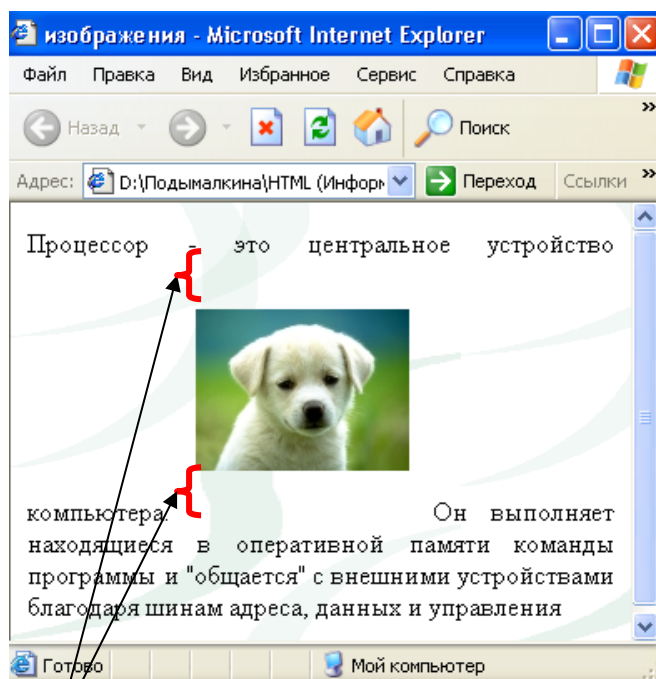 изображения - Microsoft Internet Explorer
Файл Правка Вид Избранное Сервис Справка
Назад Поиск
Адрес: D:\Подымалкина\HTML (Информ Переход Ссылки
Процессор - это центральное устройство
компьютера. Он выполняет
находящиеся в оперативной памяти команды
программы и "общается" с внешними устройствами
благодаря шинам адреса, данных и управления
Готово Мой компьютер